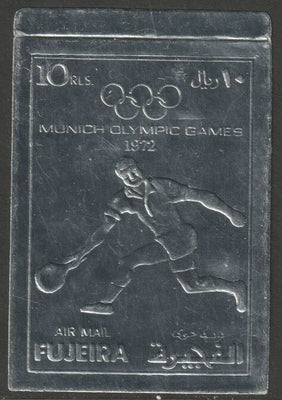 10 RLS. ١٠ ريال
MUNICH OLYMPIC GAMES
1972
AIR MAIL بريد جوي
FUJEIRA الفجيرة